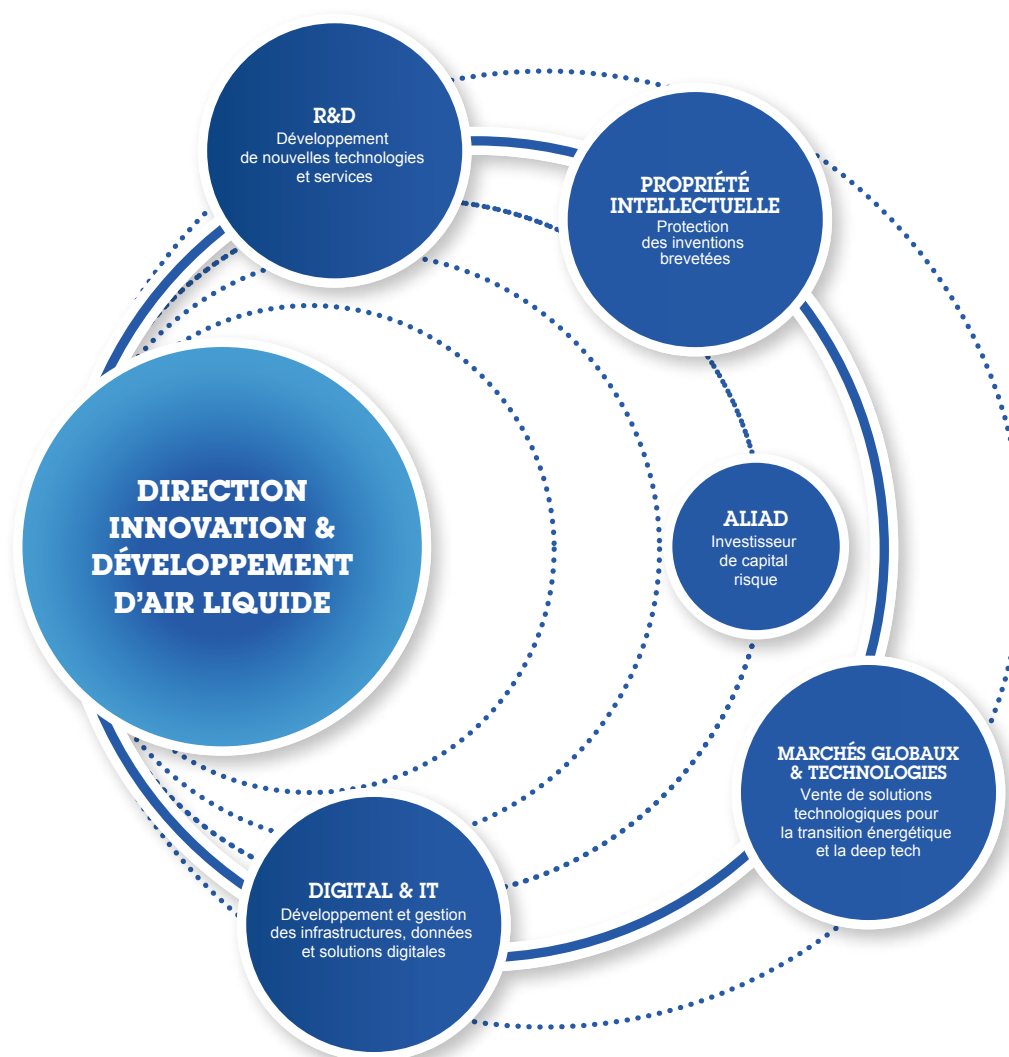 R&D
Développement
de nouvelles technologies
et services
PROPRIÉTÉ
INTELLECTUELLE
Protection
des inventions
brevetées
DIRECTION
INNOVATION &
DÉVELOPPEMENT
D'AIR LIQUIDE
ALIAD
Investisseur
de capital
risque
MARCHÉS GLOBAUX
& TECHNOLOGIES
Vente de solutions
technologiques pour
la transition énergétique
et la deep tech
DIGITAL & IT
Développement et gestion
des infrastructures, données
et solutions digitales